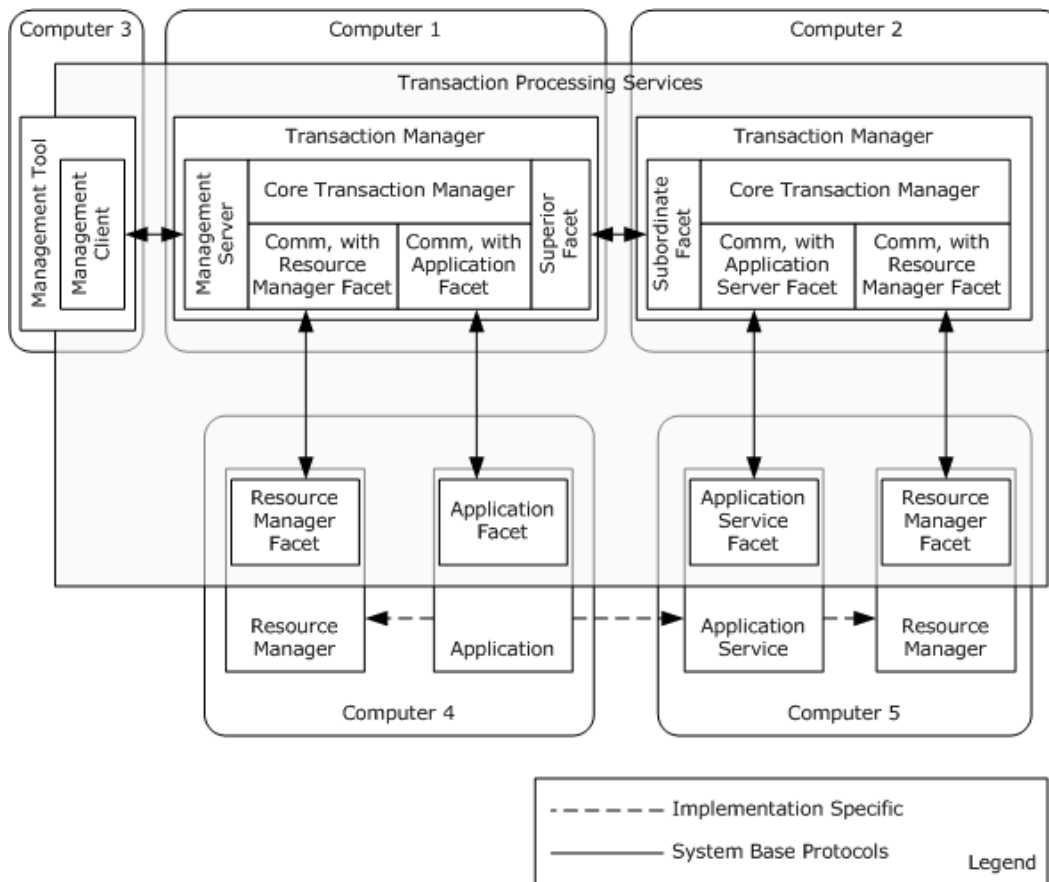 Computer 3
Computer 1
Computer 2
Transaction Processing Services
Management Tool
Management
Client
Transaction Manager
Management
Server
Core Transaction Manager
Comm, with
Resource
Manager Facet
Comm, with
Application
Facet
Superior
Facet
Transaction Manager
Subordinate
Facet
Core Transaction Manager
Comm, with
Application
Server Facet
Comm, with
Resource
Manager Facet
Resource
Manager
Facet
Application
Facet
Application
Service
Facet
Resource
Manager
Facet
Resource
Manager
Application
Application
Service
Resource
Manager
Computer 4
Computer 5
Implementation Specific
System Base Protocols
Legend